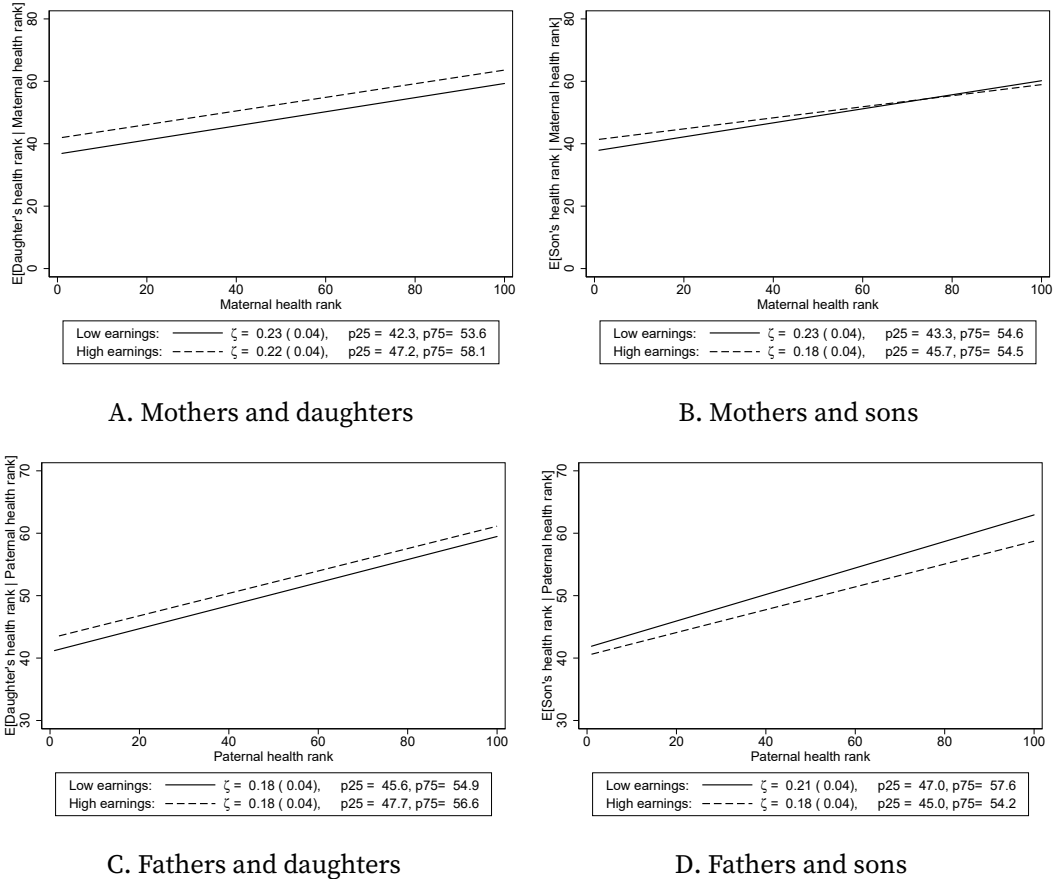 E[Daughter's health rank | Maternal health rank]
80
60
40
20
0
0 20 40 60 80 100
Maternal health rank
Low earnings: ζ = 0.23 ( 0.04), p25 = 42.3, p75= 53.6
High earnings: ζ = 0.22 ( 0.04), p25 = 47.2, p75= 58.1
A. Mothers and daughters
E[Son's health rank | Maternal health rank]
80
60
40
20
0
0 20 40 60 80 100
Maternal health rank
Low earnings: ζ = 0.23 ( 0.04), p25 = 43.3, p75= 54.6
High earnings: ζ = 0.18 ( 0.04), p25 = 45.7, p75= 54.5
B. Mothers and sons
E[Daughter's health rank | Paternal health rank]
70
60
50
40
30
0 20 40 60 80 100
Paternal health rank
Low earnings: ζ = 0.18 ( 0.04), p25 = 45.6, p75= 54.9
High earnings: ζ = 0.18 ( 0.04), p25 = 47.7, p75= 56.6
C. Fathers and daughters
E[Son's health rank | Paternal health rank]
70
60
50
40
30
0 20 40 60 80 100
Paternal health rank
Low earnings: ζ = 0.21 ( 0.04), p25 = 47.0, p75= 57.6
High earnings: ζ = 0.18 ( 0.04), p25 = 45.0, p75= 54.2
D. Fathers and sons